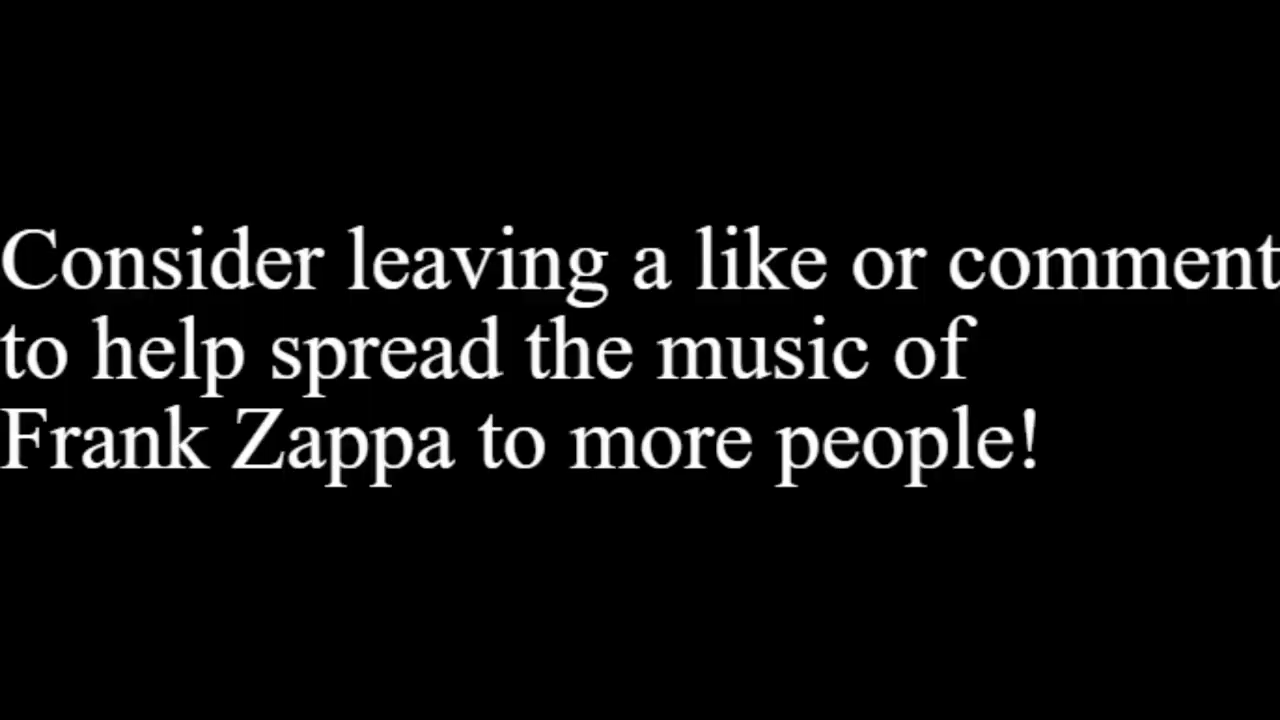 Consider leaving a like or comment
to help spread the music of
Frank Zappa to more people!